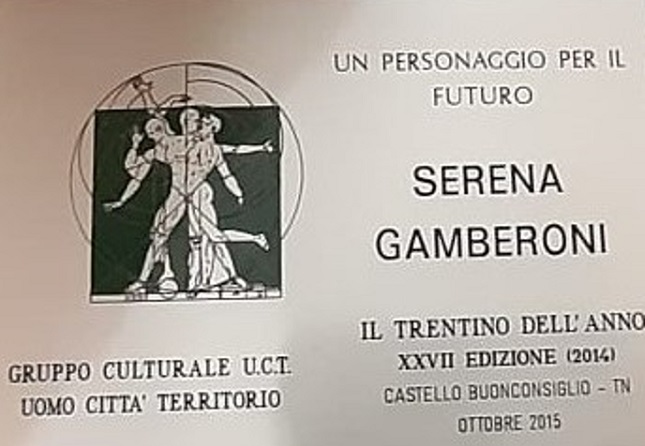 UN PERSONAGGIO PER IL
FUTURO
SERENA
GAMBERONI
IL TRENTINO DELL'ANNO
XXVII EDIZIONE (2014)
CASTELLO BUONCONSIGLIO - TN
OTTOBRE 2015
GRUPPO CULTURALE U.C.T.
UOMO CITTA' TERRITORIO